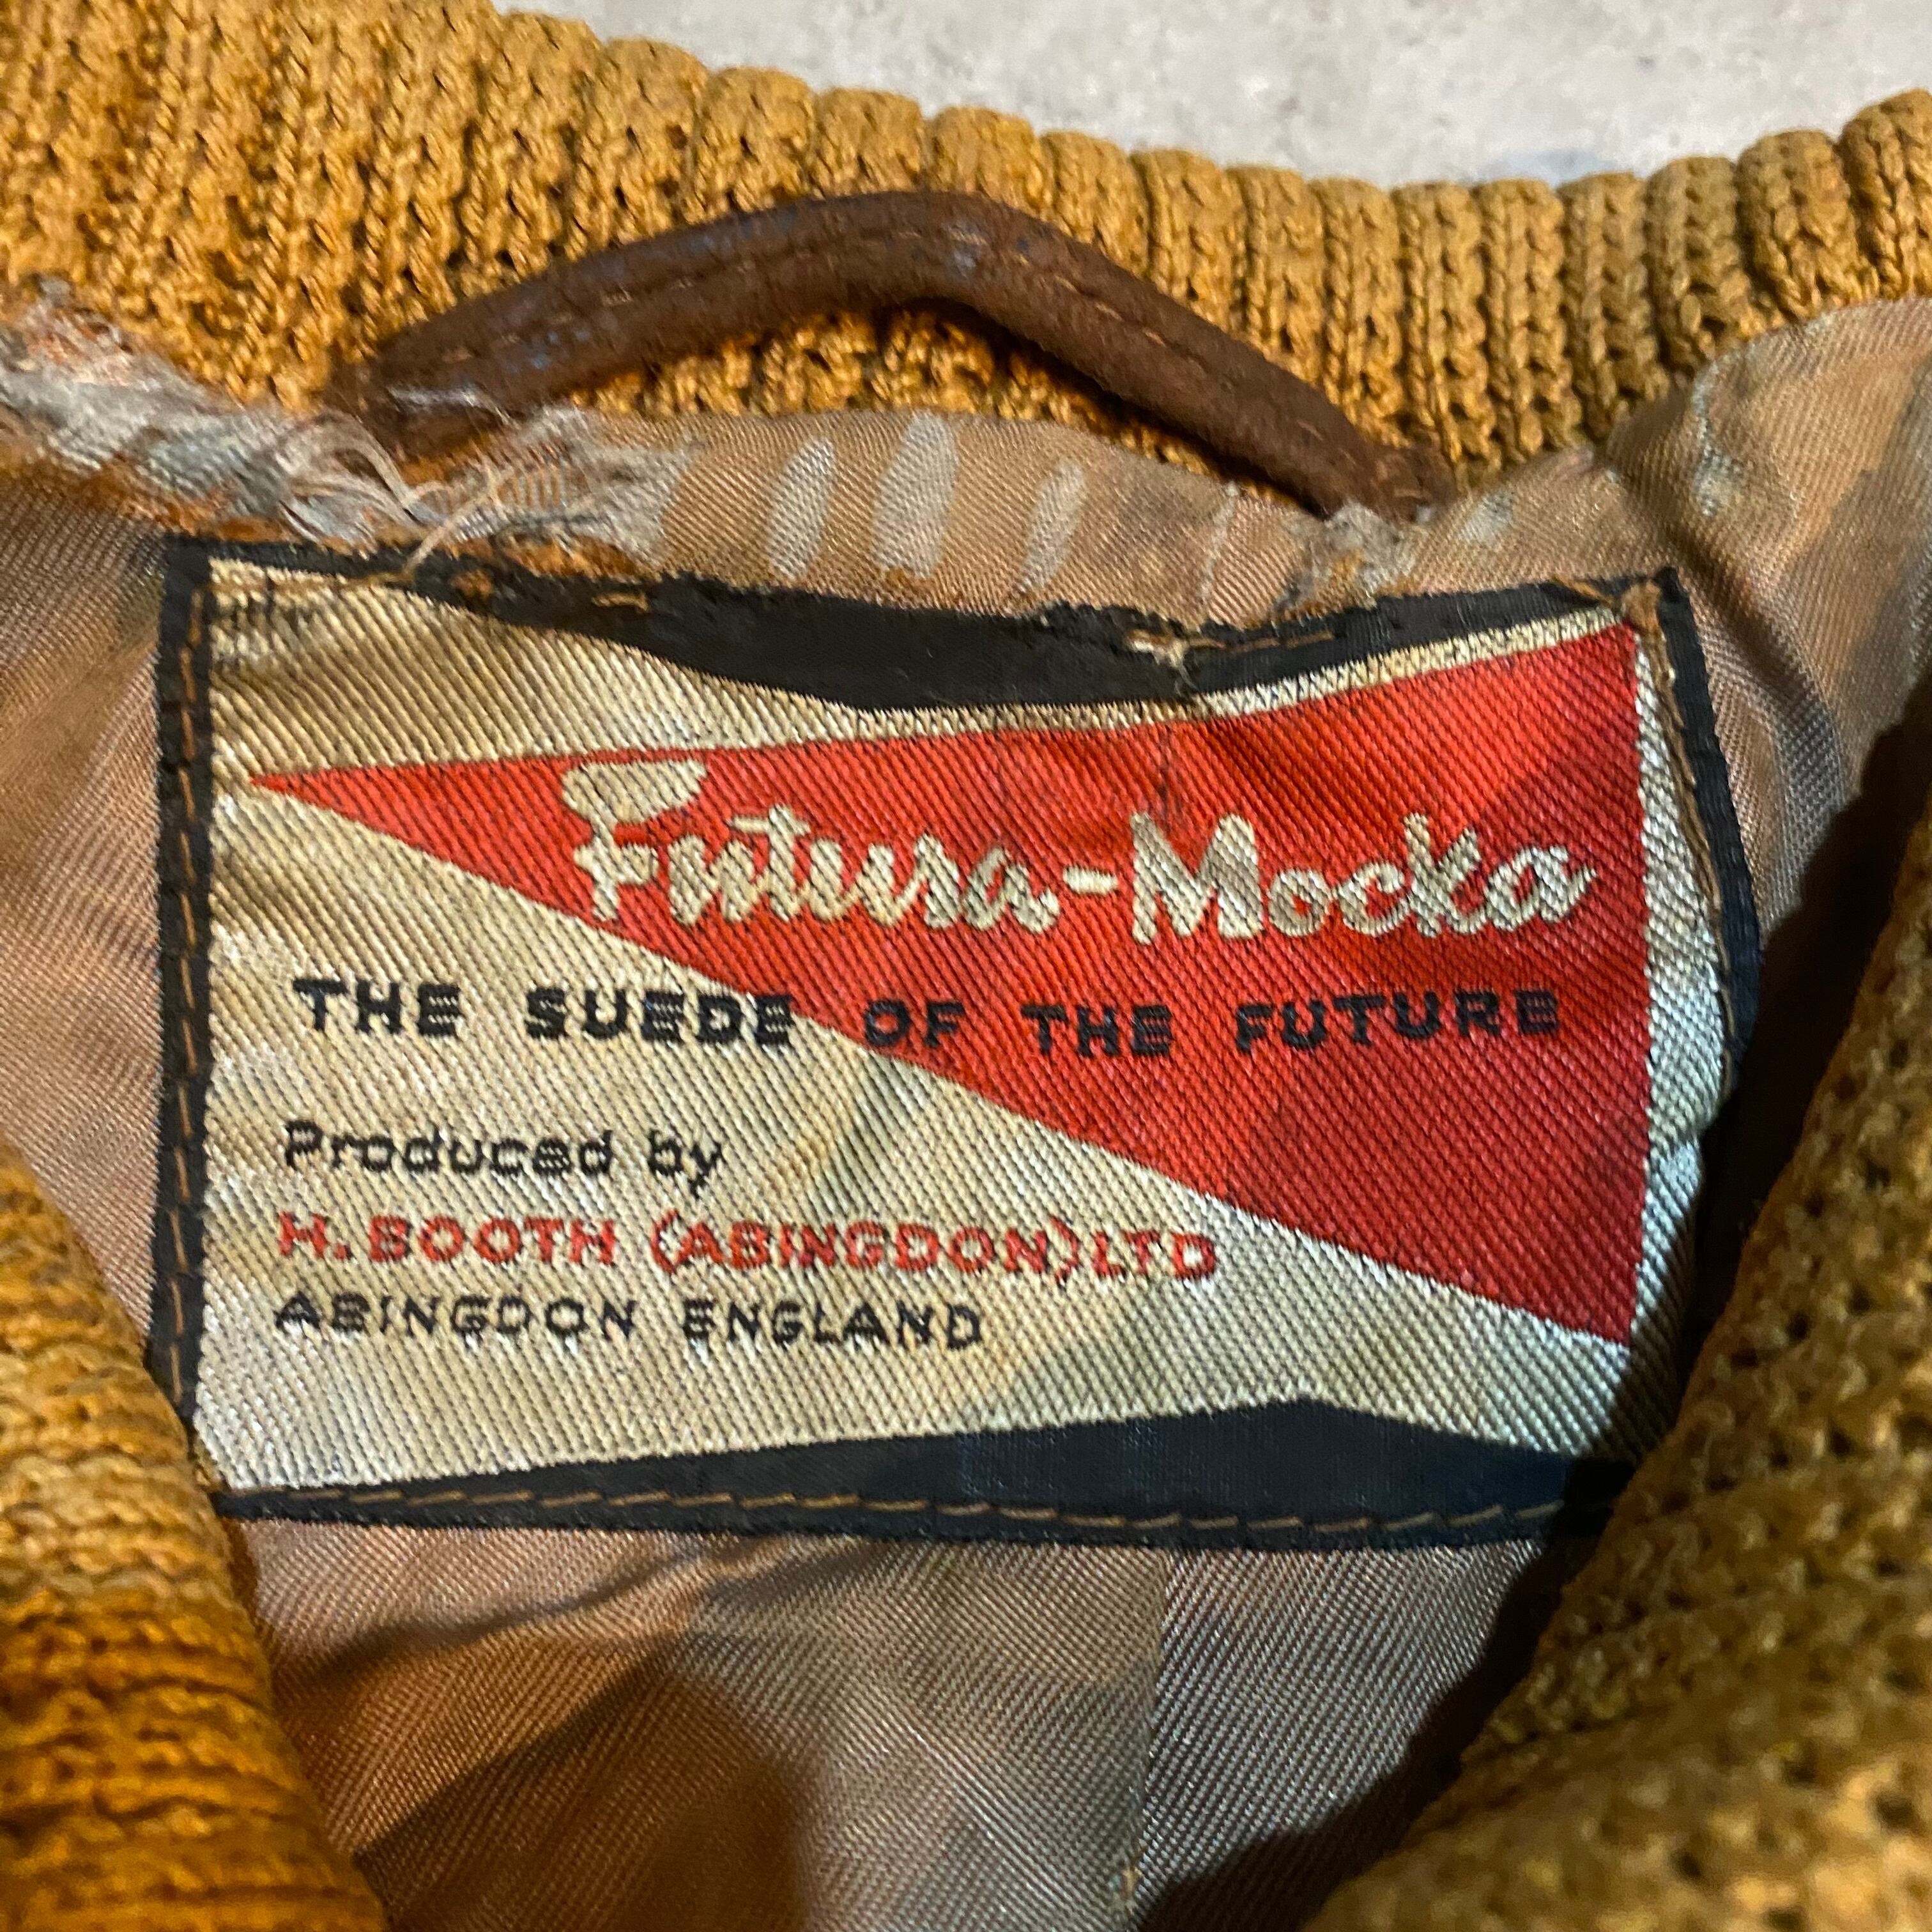 Futura-Mocka
THE SUEDE OF THE FUTURE
Produced by
H. BOOTH (ABINGDON) LTD
ABINGDON ENGLAND